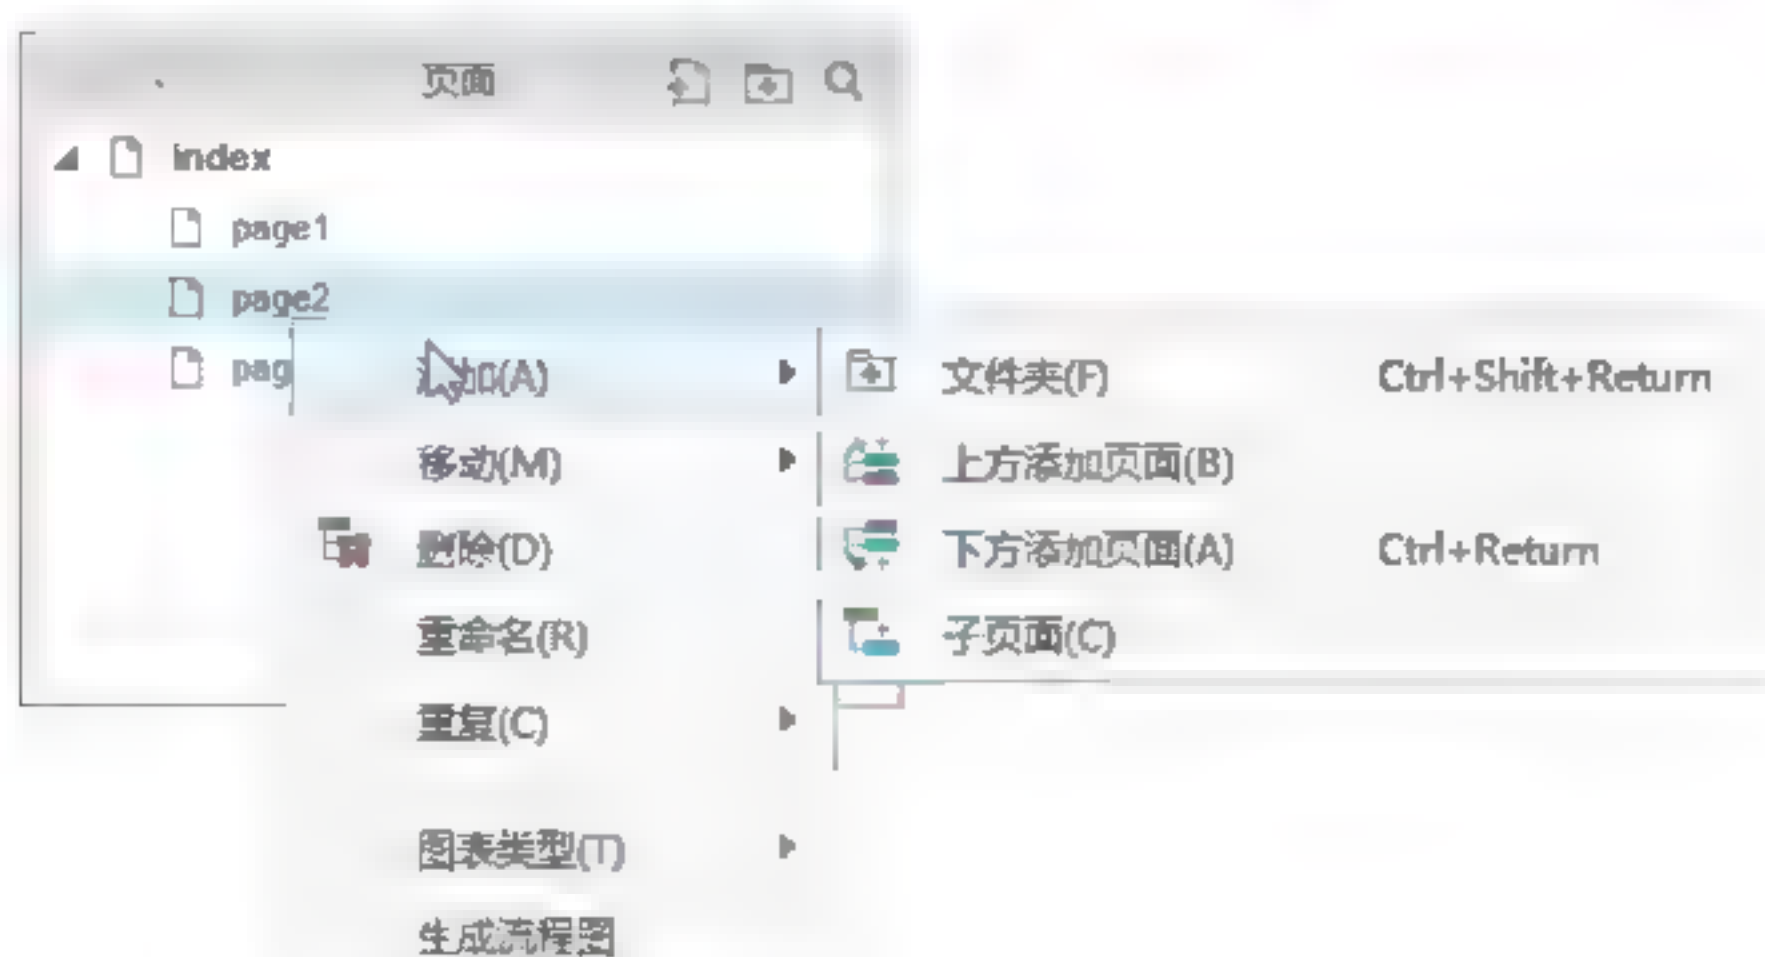 页面
index
page1
page2
pag
加(A)
文件夹(F) Ctrl+Shift+Return
移动(M)
上方添加页面(B)
删除(D)
下方添加页面(A) Ctrl+Return
重命名(R)
子页面(C)
重复(C)
图表类型(T)
生成流程图